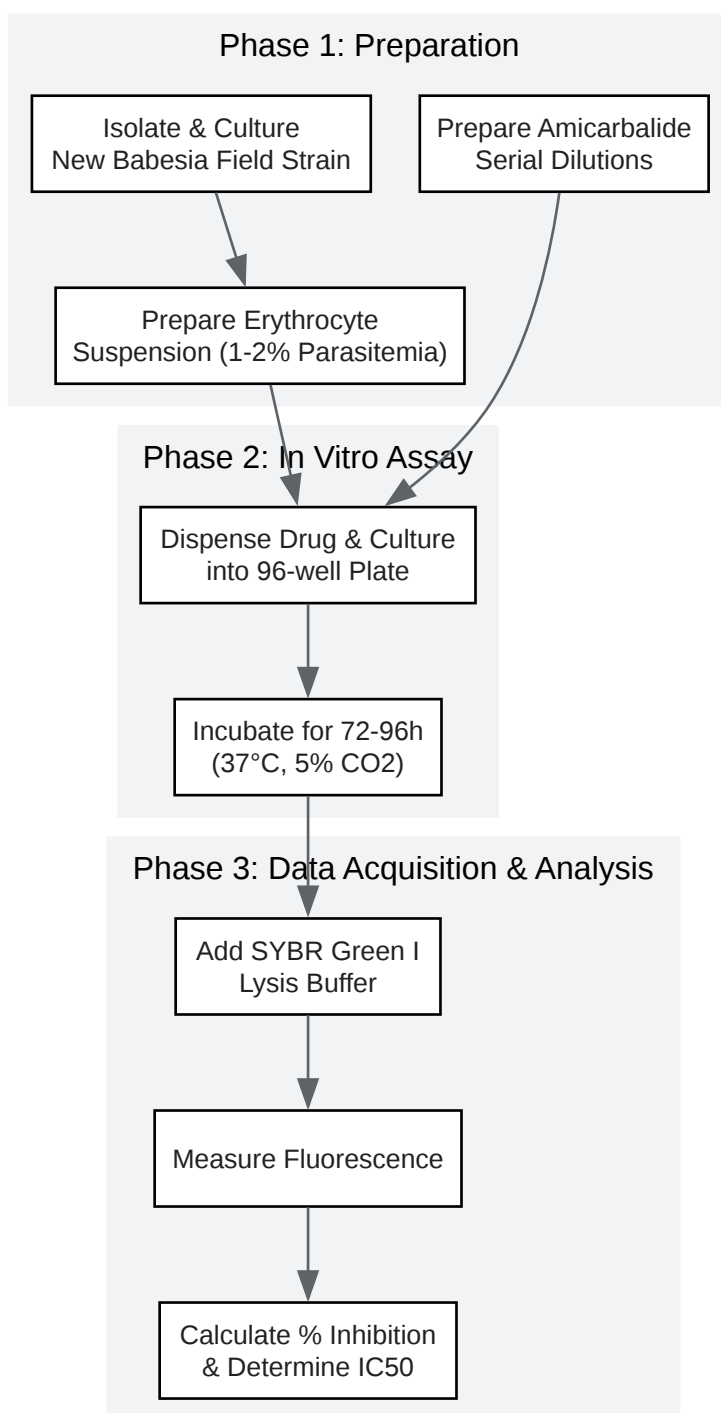 Phase 1: Preparation
Isolate & Culture
New Babesia Field Strain
Prepare Amicarbalide
Serial Dilutions
Prepare Erythrocyte
Suspension (1-2% Parasitemia)
Phase 2: In Vitro Assay
Dispense Drug & Culture
into 96-well Plate
Incubate for 72-96h
(37°C, 5% CO2)
Phase 3: Data Acquisition & Analysis
Add SYBR Green I
Lysis Buffer
Measure Fluorescence
Calculate % Inhibition
& Determine IC50